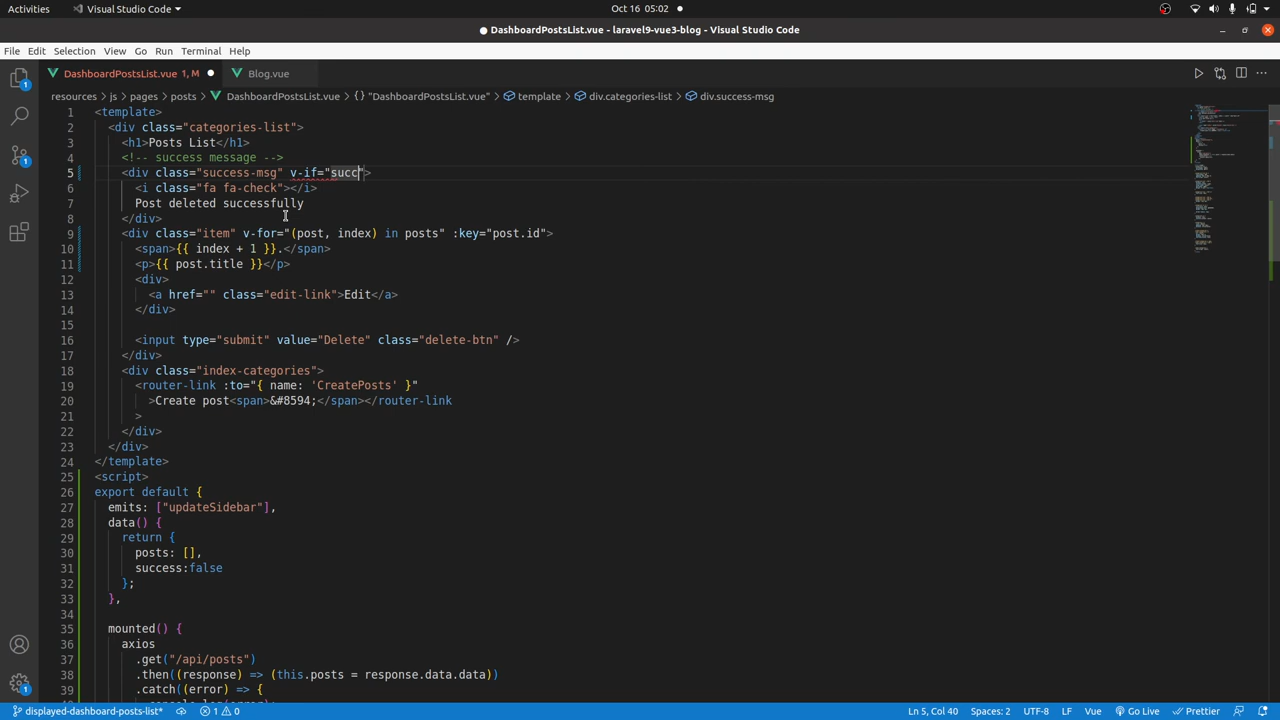 Activities Visual Studio Code Oct 16 05:02
DashboardPostsList.vue - laravel9-vue3-blog - Visual Studio Code
File Edit Selection View Go Run Terminal Help
DashboardPostsList.vue 1, M Blog.vue
resources > js > pages > posts > DashboardPostsList.vue > {} "DashboardPostsList.vue" > template > div.categories-list > div.success-msg
1 <template>
2 <div class="categories-list">
3 <h1>Posts List</h1>
4 <!-- success message -->
5 <div class="success-msg" v-if="succ">
6 <i class="fa fa-check"></i>
7 Post deleted successfully
8 </div>
9 <div class="item" v-for="(post, index) in posts" :key="post.id">
10 <span>{{ index + 1 }}.</span>
11 <p>{{ post.title }}</p>
12 <div>
13 <a href="" class="edit-link">Edit</a>
14 </div>
15
16 <input type="submit" value="Delete" class="delete-btn" />
17 </div>
18 <div class="index-categories">
19 <router-link :to="{ name: 'CreatePosts' }"
20 >Create post<span>&#8594;</span></router-link
21 >
22 </div>
23 </div>
24 </template>
25 <script>
26 export default {
27 emits: ["updateSidebar"],
28 data() {
29 return {
30 posts: [],
31 success:false
32 };
33 },
34
35 mounted() {
36 axios
37 .get("/api/posts")
38 .then((response) => (this.posts = response.data.data))
39 .catch((error) => {
displayed-dashboard-posts-list* 1 0 Ln 5, Col 40 Spaces: 2 UTF-8 LF Vue Go Live Prettier